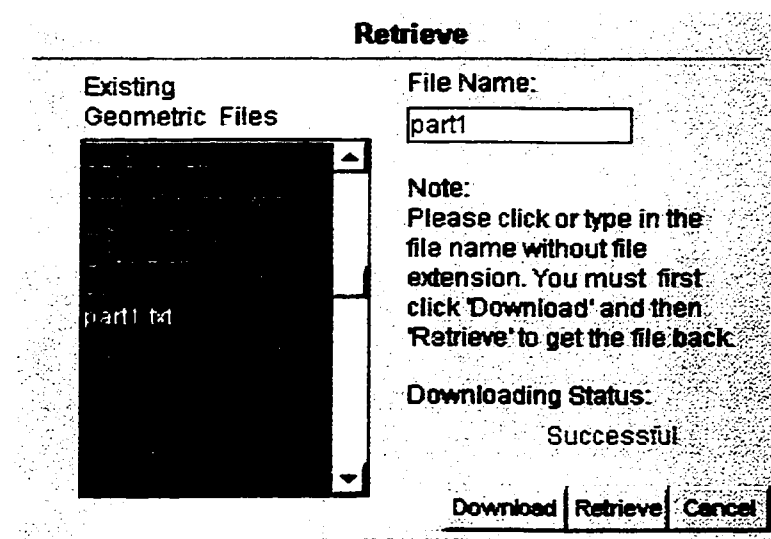 Retrieve
Existing
Geometric Files
part1.txt
File Name:
part1
Note:
Please click or type in the
file name without file
extension. You must first
click 'Download' and then
'Retrieve' to get the file back.
Downloading Status:
Successful
Download Retrieve Cancel